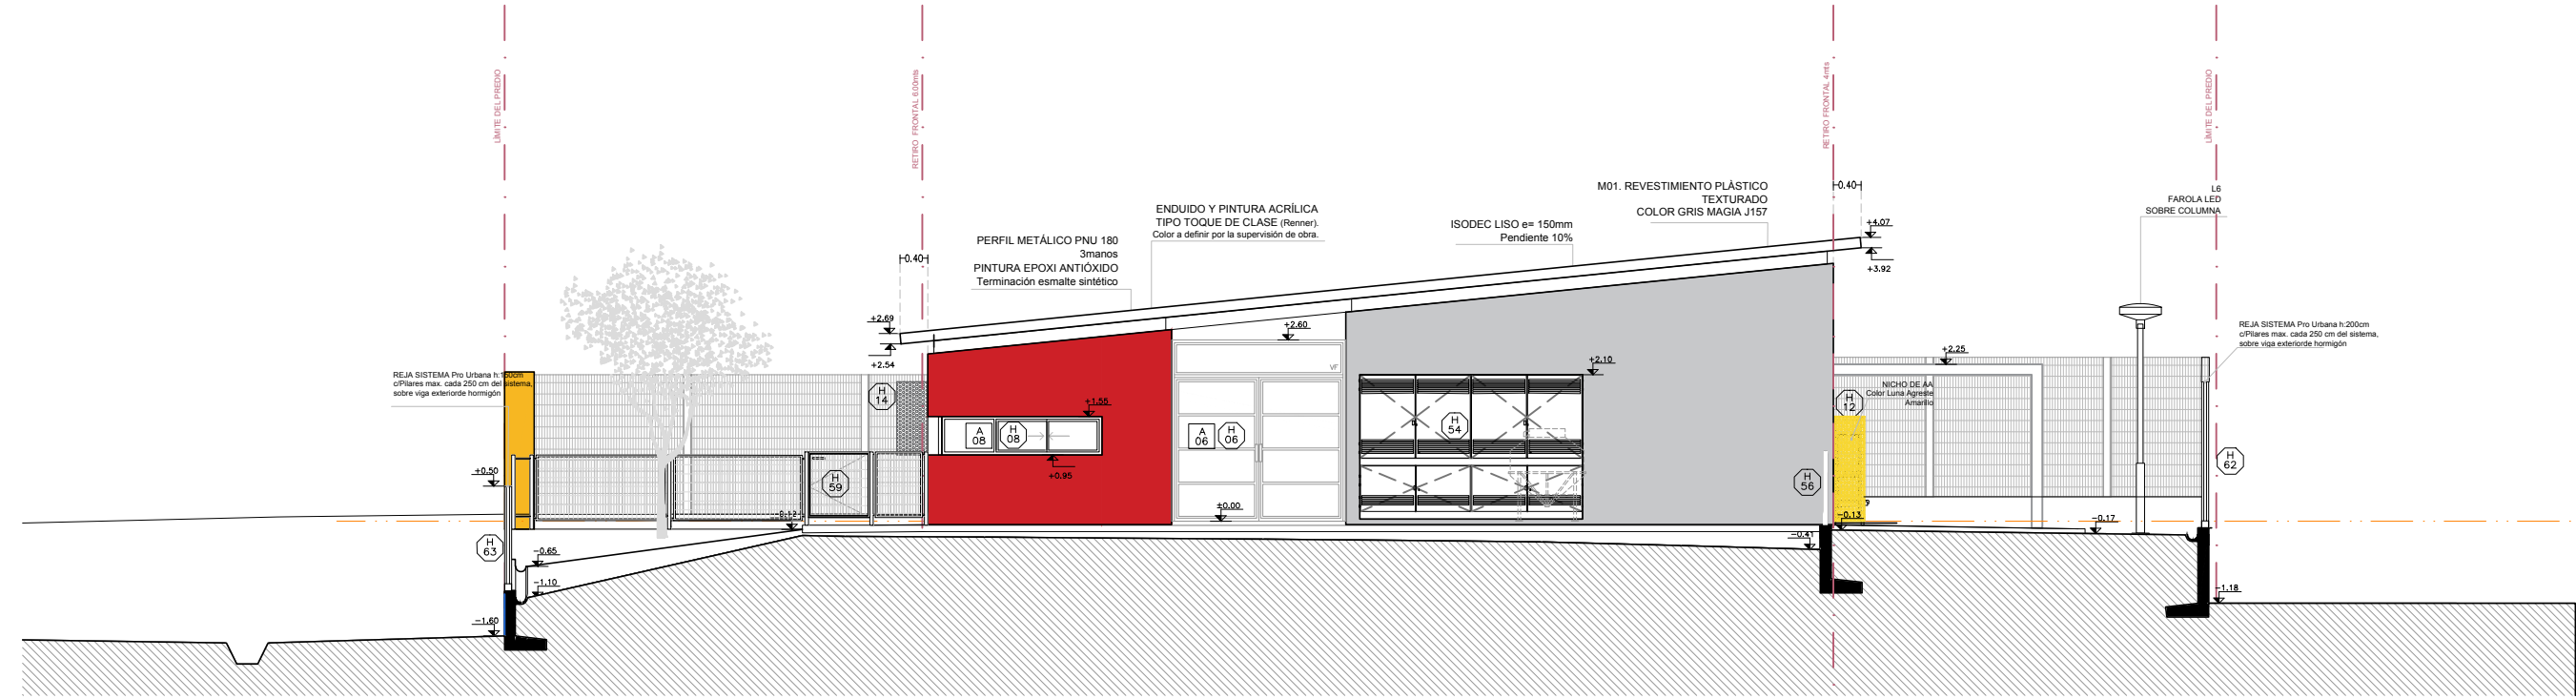 LÍMITE DEL PREDIO
RETIRO FRONTAL 6.00mts
RETIRO FRONTAL 4mts
LÍMITE DEL PREDIO
M01. REVESTIMIENTO PLÀSTICO
TEXTURADO
COLOR GRIS MAGIA J157
0.40
L6
FAROLA LED
SOBRE COLUMNA
ENDUIDO Y PINTURA ACRÍLICA
TIPO TOQUE DE CLASE (Renner).
Color a definir por la supervisión de obra.
ISODEC LISO e= 150mm
Pendiente 10%
+4.07
+3.92
PERFIL METÁLICO PNU 180
3manos
PINTURA EPOXI ANTIÓXIDO
Terminación esmalte sintético
0.40
+2.69
+2.54
+2.60
REJA SISTEMA Pro Urbana h:200cm
c/Pilares max. cada 250 cm del sistema,
sobre viga exteriorde hormigón
+2.25
+2.10
VF
REJA SISTEMA Pro Urbana h:150cm
c/Pilares max. cada 250 cm del sistema,
sobre viga exteriorde hormigón
H
14
NICHO DE AA
Color Luna Agreste
Amarillo
H
12
+1.55
A
08
H
08
A
06
H
06
H
54
+0.95
H
62
+0.50
H
59
H
56
±0.00
-0.12
9
-0.13
-0.17
H
63
-0.65
-0.41
-1.10
-1.18
-1.60